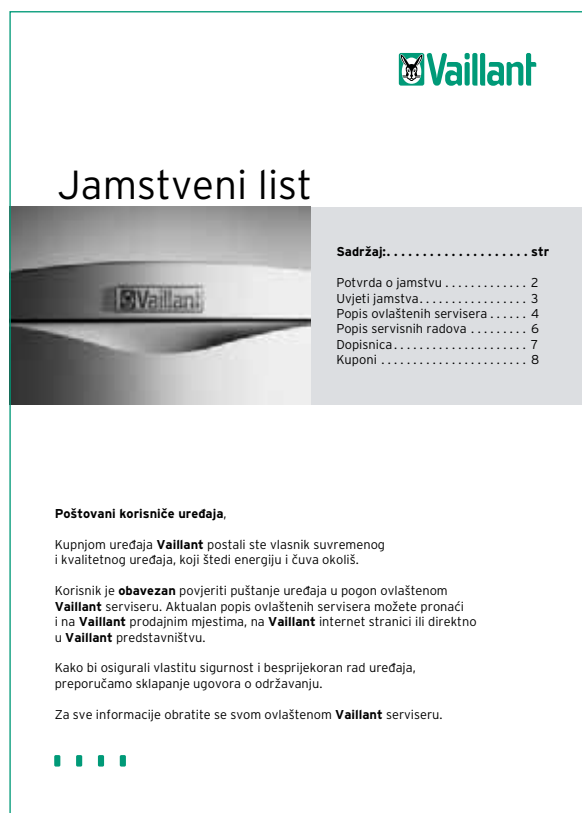 Vaillant
Jamstveni list
Vaillant
Sadržaj:. . . . . . . . . . . . . . . . . . . . str
Potvrda o jamstvu . . . . . . . . . . . . 2
Uvjeti jamstva. . . . . . . . . . . . . . . . 3
Popis ovlaštenih servisera . . . . . 4
Popis servisnih radova . . . . . . . . . 6
Dopisnica. . . . . . . . . . . . . . . . . . . . 7
Kuponi . . . . . . . . . . . . . . . . . . . . . . 8
Poštovani korisniče uređaja,
Kupnjom uređaja Vaillant postali ste vlasnik suvremenog
i kvalitetnog uređaja, koji štedi energiju i čuva okoliš.
Korisnik je obavezan povjeriti puštanje uređaja u pogon ovlaštenom
Vaillant serviseru. Aktualan popis ovlaštenih servisera možete pronaći
i na Vaillant prodajnim mjestima, na Vaillant internet stranici ili direktno
u Vaillant predstavništvu.
Kako bi osigurali vlastitu sigurnost i besprijekoran rad uređaja,
preporučamo sklapanje ugovora o održavanju.
Za sve informacije obratite se svom ovlaštenom Vaillant serviseru.